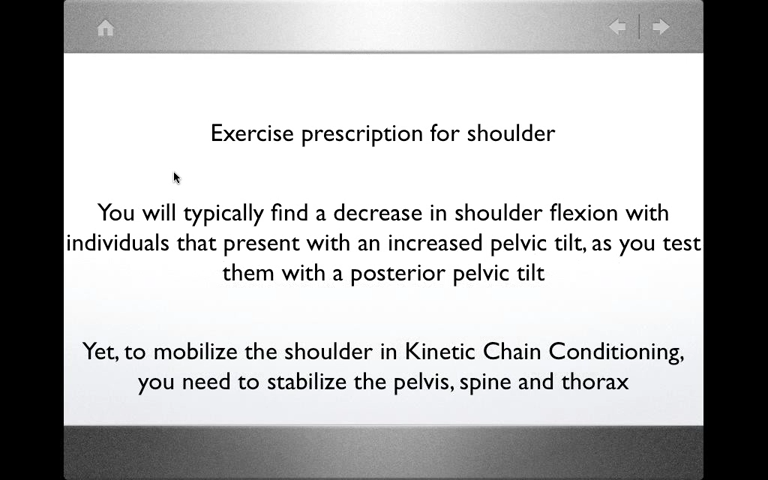 Exercise prescription for shoulder
You will typically find a decrease in shoulder flexion with
individuals that present with an increased pelvic tilt, as you test
them with a posterior pelvic tilt
Yet, to mobilize the shoulder in Kinetic Chain Conditioning,
you need to stabilize the pelvis, spine and thorax